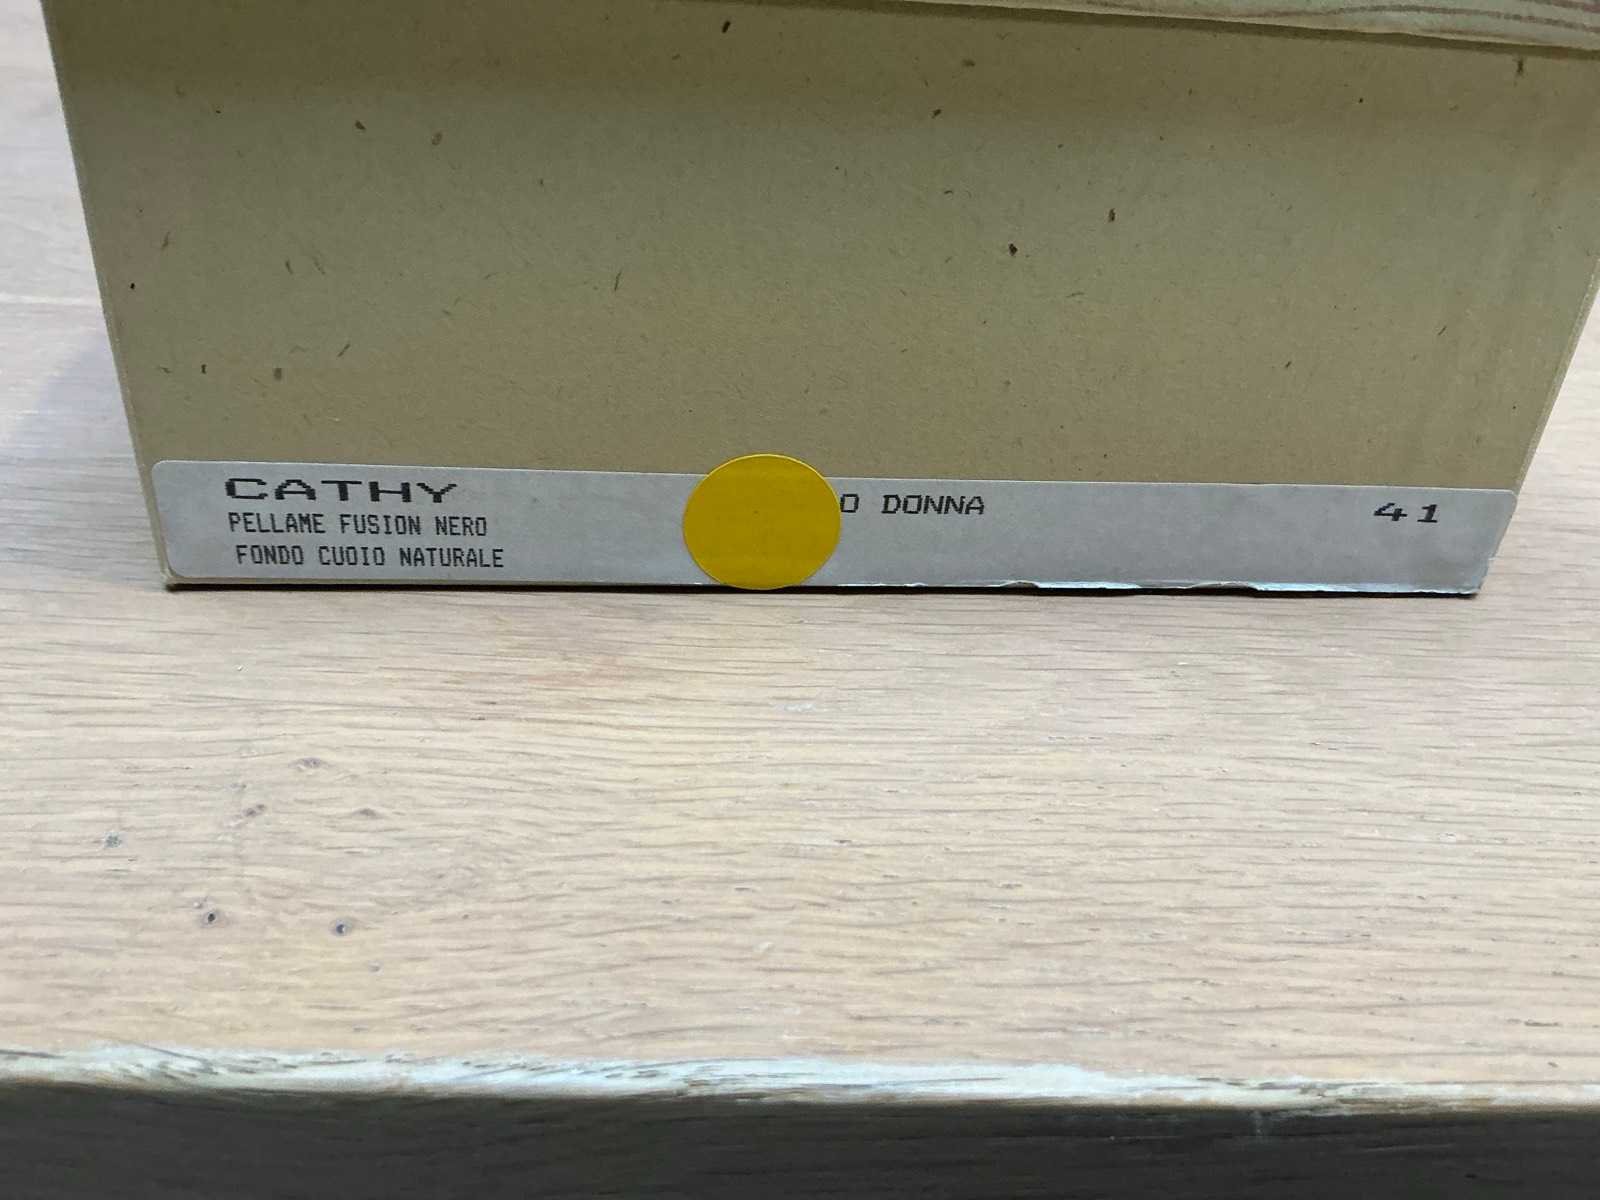 CATHY
O DONNA
41
PELLAME FUSION NERO
FONDO CUOIO NATURALE